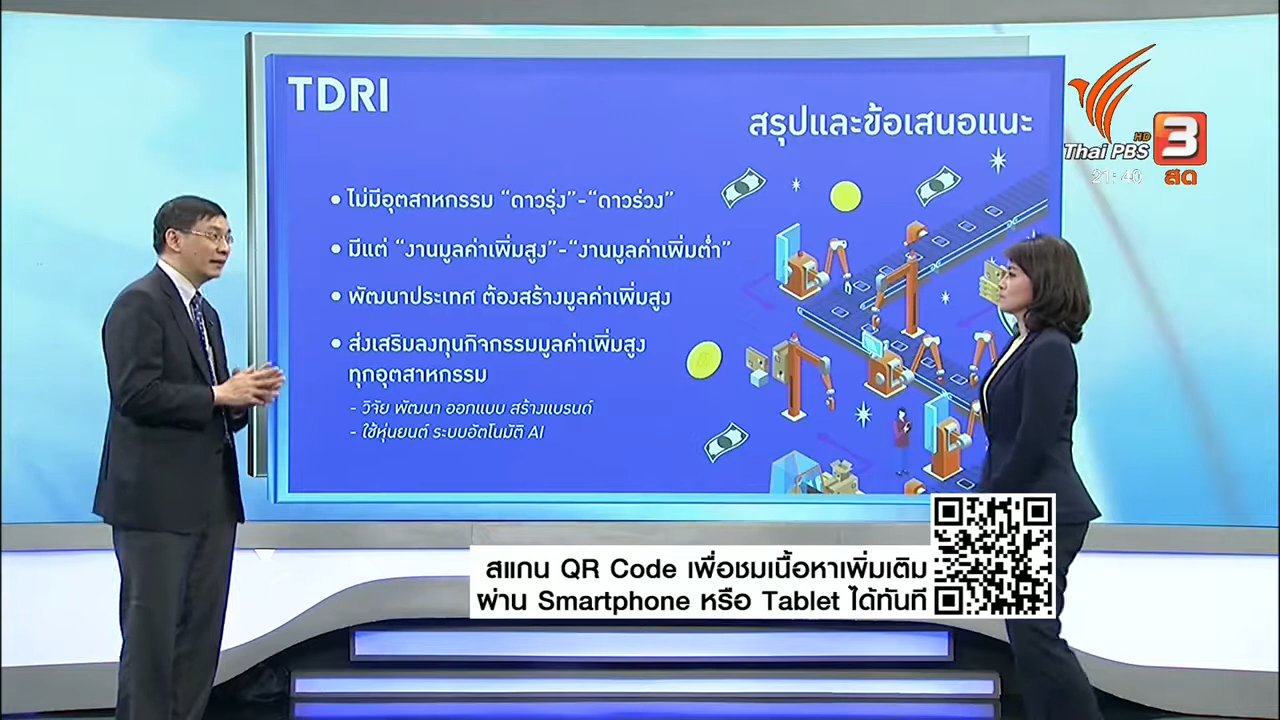 TDRI
สรุปและข้อเสนอแนะ
HD
Thai PBS
3
21:40
สด
• ไม่มีอุตสาหกรรม “ดาวรุ่ง”-“ดาวร่วง”
• มีแต่ “งานมูลค่าเพิ่มสูง”-“งานมูลค่าเพิ่มต่ำ”
• พัฒนาประเทศ ต้องสร้างมูลค่าเพิ่มสูง
• ส่งเสริมลงทุนกิจกรรมมูลค่าเพิ่มสูง
ทุกอุตสาหกรรม
- วิจัย พัฒนา ออกแบบ สร้างแบรนด์
- ใช้หุ่นยนต์ ระบบอัตโนมัติ AI
สแกน QR Code เพื่อชมเนื้อหาเพิ่มเติม
ผ่าน Smartphone หรือ Tablet ได้ทันที